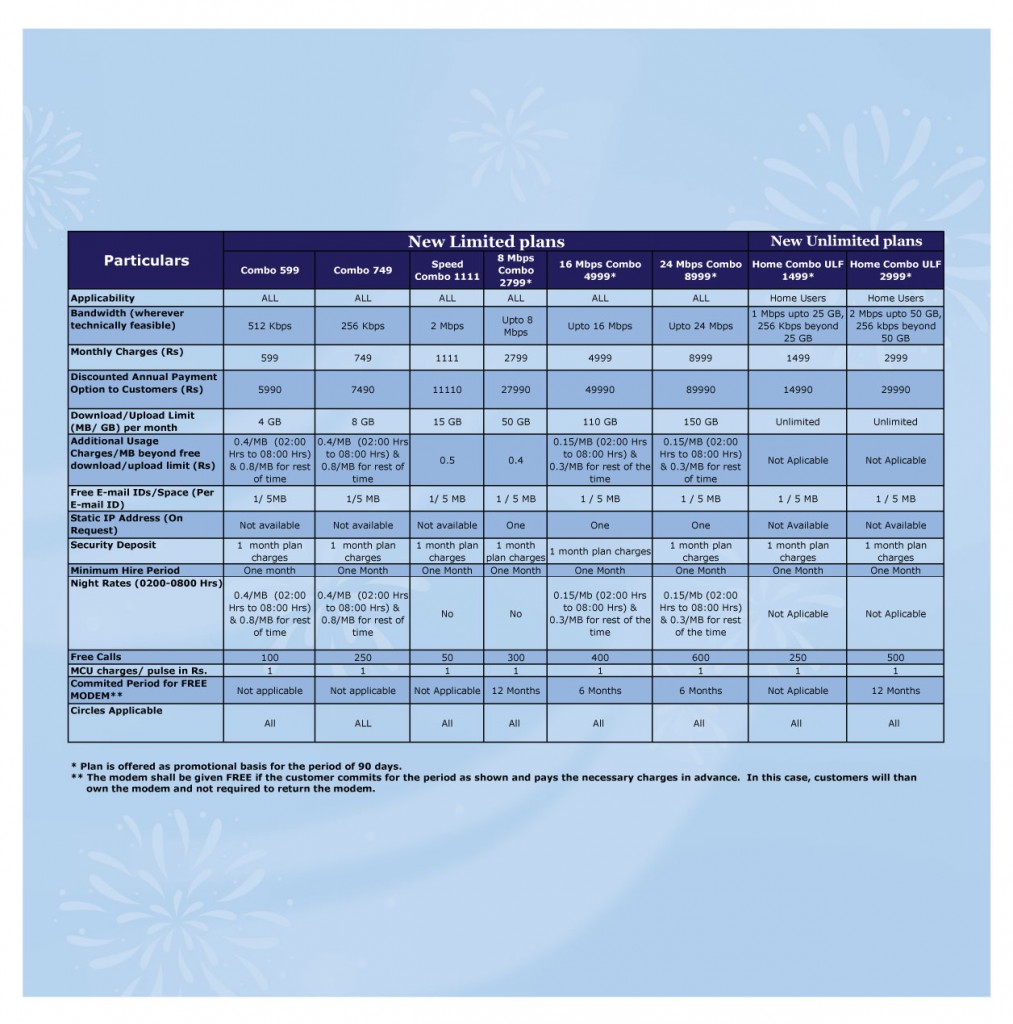 Particulars New Limited plans New Unlimited plans
Combo 599 Combo 749 Speed Combo 1111 8 Mbps Combo 2799* 16 Mbps Combo 4999* 24 Mbps Combo 8999* Home Combo ULF 1499* Home Combo ULF 2999*
Applicability ALL ALL ALL ALL ALL ALL Home Users Home Users
Bandwidth (wherever technically feasible) 512 Kbps 256 Kbps 2 Mbps Upto 8 Mbps Upto 16 Mbps Upto 24 Mbps 1 Mbps upto 25 GB, 256 Kbps beyond 25 GB 2 Mbps upto 50 GB, 256 kbps beyond 50 GB
Monthly Charges (Rs) 599 749 1111 2799 4999 8999 1499 2999
Discounted Annual Payment Option to Customers (Rs) 5990 7490 11110 27990 49990 89990 14990 29990
Download/Upload Limit (MB/ GB) per month 4 GB 8 GB 15 GB 50 GB 110 GB 150 GB Unlimited Unlimited
Additional Usage Charges/MB beyond free download/upload limit (Rs) 0.4/MB (02:00 Hrs to 08:00 Hrs) & 0.8/MB for rest of time 0.4/MB (02:00 Hrs to 08:00 Hrs) & 0.8/MB for rest of time 0.5 0.4 0.15/MB (02:00 Hrs to 08:00 Hrs) & 0.3/MB for rest of the time 0.15/MB (02:00 Hrs to 08:00 Hrs) & 0.3/MB for rest of time Not Aplicable Not Aplicable
Free E-mail IDs/Space (Per E-mail ID) 1/ 5MB 1/5 MB 1/ 5 MB 1 / 5 MB 1 / 5 MB 1 / 5 MB 1 / 5 MB 1 / 5 MB
Static IP Address (On Request) Not available Not available Not available One One One Not Available Not Available
Security Deposit 1 month plan charges 1 month plan charges 1 month plan charges 1 month plan charges 1 month plan charges 1 month plan charges 1 month plan charges 1 month plan charges
Minimum Hire Period One month One month One Month One Month One Month One Month One Month One Month
Night Rates (0200-0800 Hrs) 0.4/MB (02:00 Hrs to 08:00 Hrs) & 0.8/MB for rest of time 0.4/MB (02:00 Hrs to 08:00 Hrs) & 0.8/MB for rest of time No No 0.15/MB (02:00 Hrs to 08:00 Hrs) & 0.3/MB for rest of the time 0.15/Mb (02:00 Hrs to 08:00 Hrs) & 0.3/MB for rest of the time Not Aplicable Not Aplicable
Free Calls 100 250 50 300 400 600 250 500
MCU charges/ pulse in Rs. 1 1 1 1 1 1 1 1
Commited Period for FREE MODEM** Not applicable Not applicable Not Applicable 12 Months 6 Months 6 Months Not Aplicable 12 Months
Circles Applicable All ALL All All All All All All
* Plan is offered as promotional basis for the period of 90 days.
** The modem shall be given FREE if the customer commits for the period as shown and pays the necessary charges in advance. In this case, customers will than
own the modem and not required to return the modem.